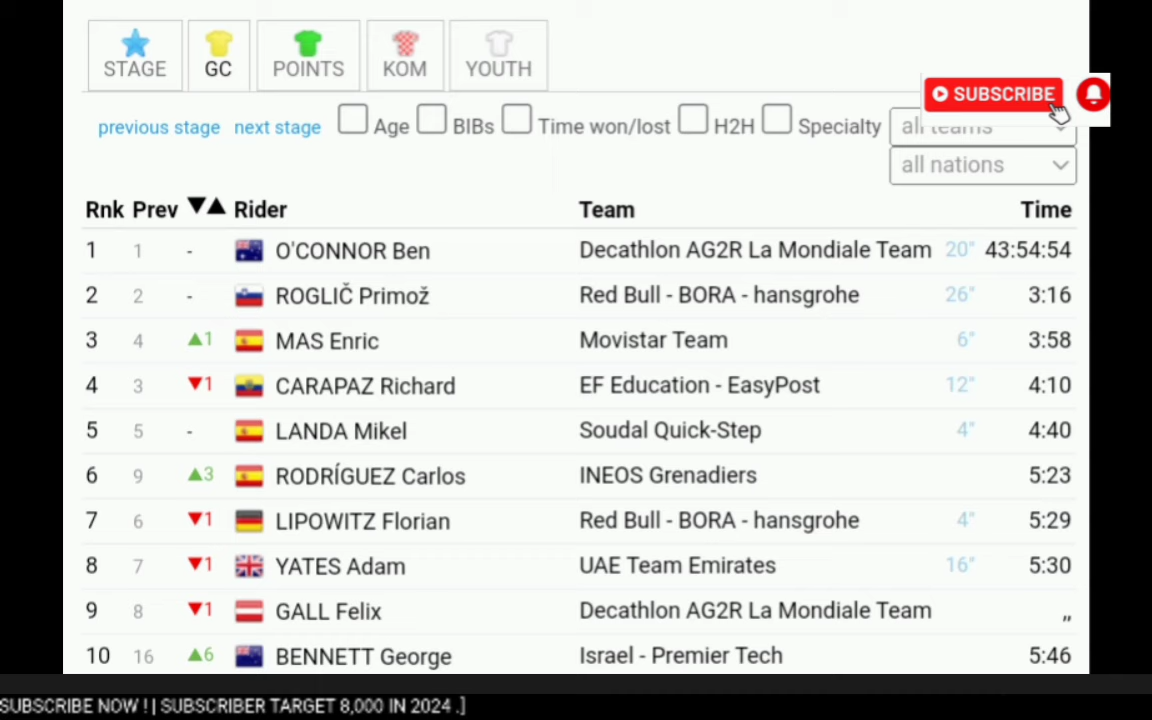 STAGE GC POINTS KOM YOUTH
SUBSCRIBE
previous stage next stage Age BIBs Time won/lost H2H Specialty all teams
all nations
Rnk Prev ▼▲ Rider Team Time
1 1 - O'CONNOR Ben Decathlon AG2R La Mondiale Team 20" 43:54:54
2 2 - ROGLIČ Primož Red Bull - BORA - hansgrohe 26" 3:16
3 4 ▲1 MAS Enric Movistar Team 6" 3:58
4 3 ▼1 CARAPAZ Richard EF Education - EasyPost 12" 4:10
5 5 - LANDA Mikel Soudal Quick-Step 4" 4:40
6 9 ▲3 RODRÍGUEZ Carlos INEOS Grenadiers 5:23
7 6 ▼1 LIPOWITZ Florian Red Bull - BORA - hansgrohe 4" 5:29
8 7 ▼1 YATES Adam UAE Team Emirates 16" 5:30
9 8 ▼1 GALL Felix Decathlon AG2R La Mondiale Team ,,
10 16 ▲6 BENNETT George Israel - Premier Tech 5:46
SUBSCRIBE NOW ! | SUBSCRIBER TARGET 8,000 IN 2024 .]